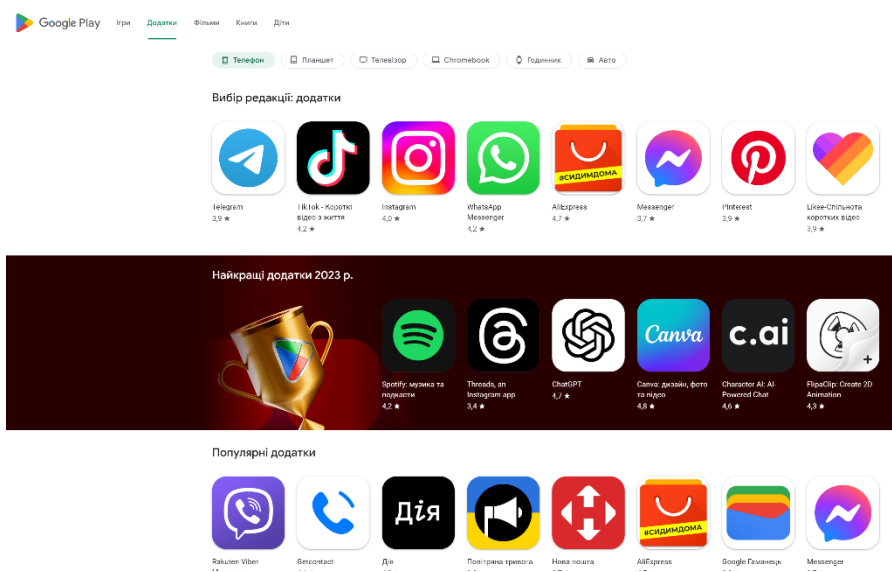 Google Play Ігри Додатки Фільми Книги Діти
Телефон Планшет Телевізор Chromebook Годинник Авто
Вибір редакції: додатки
#СИДИМДОМА
Telegram TikTok - Короткі Instagram WhatsApp AliExpress Messenger Pinterest Likee-Спільнота
3,9 ★ відео з життя 4,0 ★ Messenger 4,7 ★ 3,7 ★ 3,9 ★ коротких відео
4,2 ★ 4,2 ★ 3,9 ★
Найкращі додатки 2023 р.
Canva c.ai
Spotify: музика та Threads, an ChatGPT Canva: дизайн, фото Character AI: AI- FlipaClip: Create 2D
подкасти Instagram app 4,7 ★ та відео Powered Chat Animation
4,2 ★ 3,4 ★ 4,8 ★ 4,6 ★ 4,3 ★
Популярні додатки
Дія
#СИДИМДОМА
Rakuten Viber Getcontact Дія Повітряна тривога Нова пошта AliExpress Google Гаманець Messenger